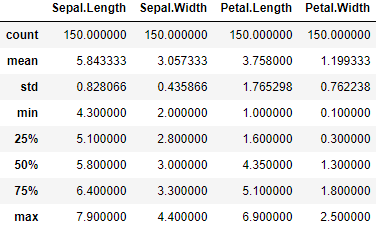 Sepal.Length Sepal.Width Petal.Length Petal.Width
count 150.000000 150.000000 150.000000 150.000000
mean 5.843333 3.057333 3.758000 1.199333
std 0.828066 0.435866 1.765298 0.762238
min 4.300000 2.000000 1.000000 0.100000
25% 5.100000 2.800000 1.600000 0.300000
50% 5.800000 3.000000 4.350000 1.300000
75% 6.400000 3.300000 5.100000 1.800000
max 7.900000 4.400000 6.900000 2.500000